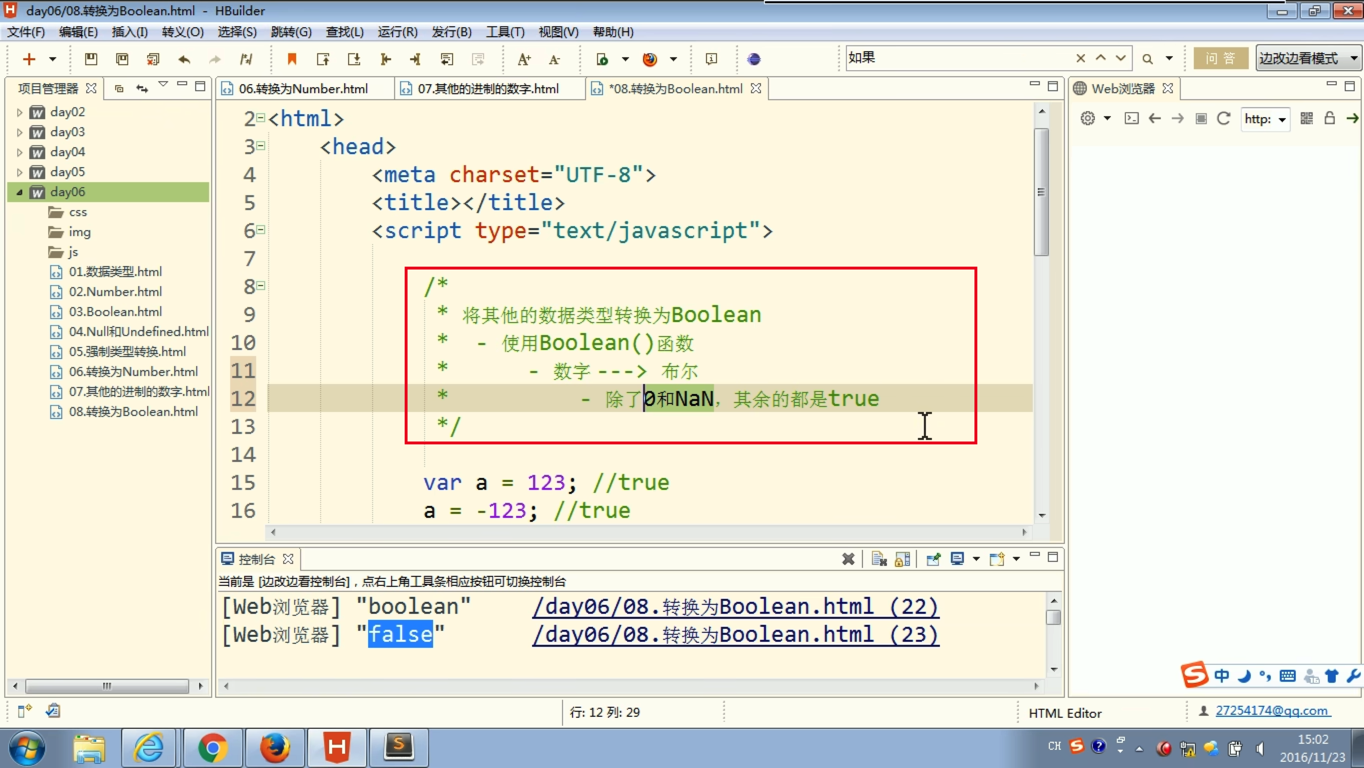 day06/08.转换为Boolean.html - HBuilder
文件(F) 编辑(E) 插入(I) 转义(O) 选择(S) 跳转(G) 查找(L) 运行(R) 发行(B) 工具(T) 视图(V) 帮助(H)
如果 问 答 边改边看模式
项目管理器 06.转换为Number.html 07.其他的进制的数字.html *08.转换为Boolean.html Web浏览器
http:
day02
day03
day04
day05
day06
css
img
js
01.数据类型.html
02.Number.html
03.Boolean.html
04.Null和Undefined.html
05.强制类型转换.html
06.转换为Number.html
07.其他的进制的数字.html
08.转换为Boolean.html
2 <html>
3 <head>
4 <meta charset="UTF-8">
5 <title></title>
6 <script type="text/javascript">
7
8 /*
9 * 将其他的数据类型转换为Boolean
10 * - 使用Boolean()函数
11 * - 数字 ---> 布尔
12 * - 除了0和NaN，其余的都是true
13 */
14
15 var a = 123; //true
16 a = -123; //true
控制台
当前是 [边改边看控制台]，点右上角工具条相应按钮可切换控制台
[Web浏览器] "boolean" /day06/08.转换为Boolean.html (22)
[Web浏览器] "false" /day06/08.转换为Boolean.html (23)
中
行: 12 列: 29 HTML Editor 27254174@qq.com
CH 15:02
2016/11/23